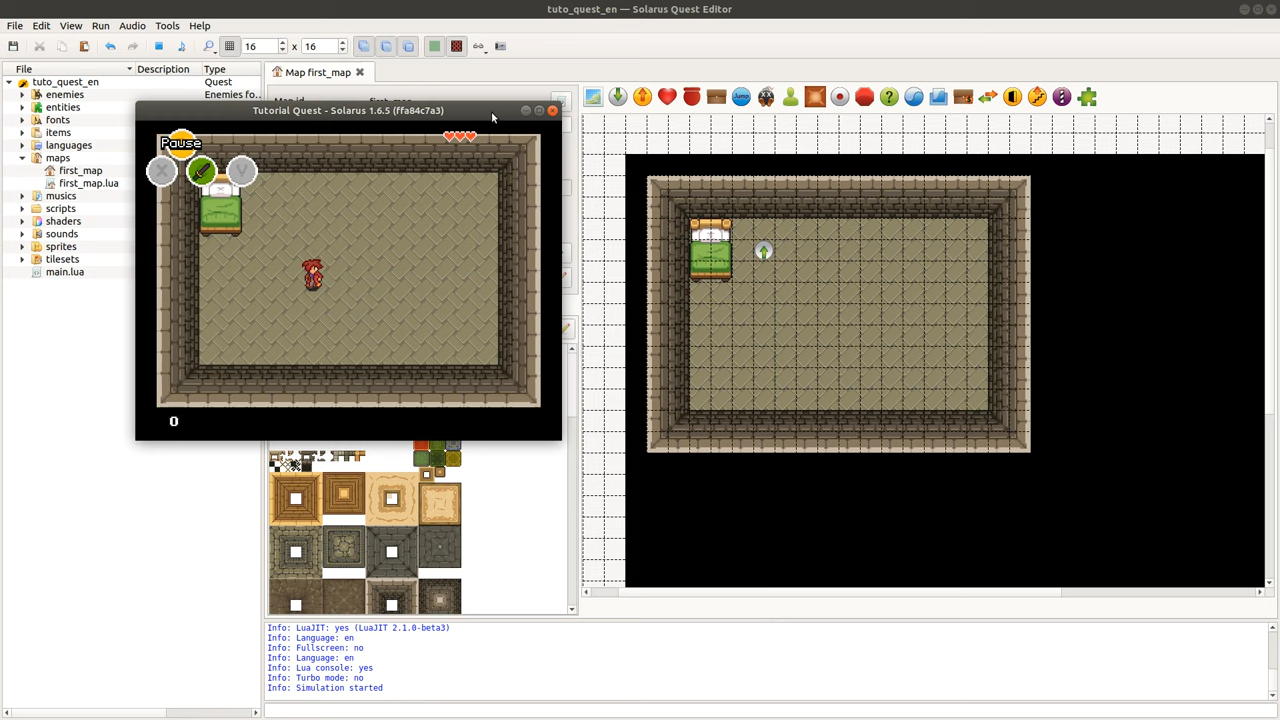 tuto_quest_en — Solarus Quest Editor
File Edit View Run Audio Tools Help
16 x 16
File Description Type
Map first_map
tuto_quest_en Quest
enemies Enemies fo
entities
fonts
items
languages
maps
first_map
first_map.lua
musics
scripts
shaders
sounds
sprites
tilesets
main.lua
Tutorial Quest - Solarus 1.6.5 (ffa84c7a3)
Pause
X
V
0
Jump
Info: LuaJIT: yes (LuaJIT 2.1.0-beta3)
Info: Language: en
Info: Fullscreen: no
Info: Language: en
Info: Lua console: yes
Info: Turbo mode: no
Info: Simulation started